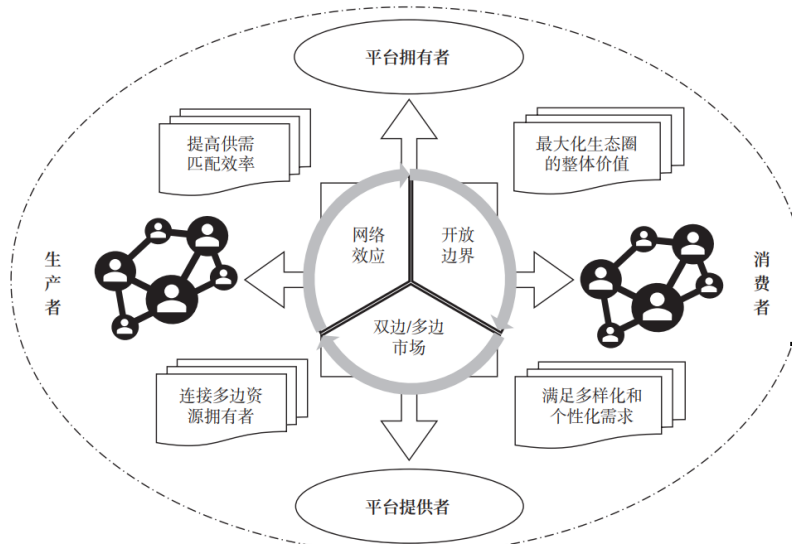 平台拥有者
提高供需
匹配效率
最大化生态圈
的整体价值
网络
效应
开放
边界
生产者
消费者
双边/多边
市场
连接多边资
源拥有者
满足多样化和
个性化需求
平台提供者